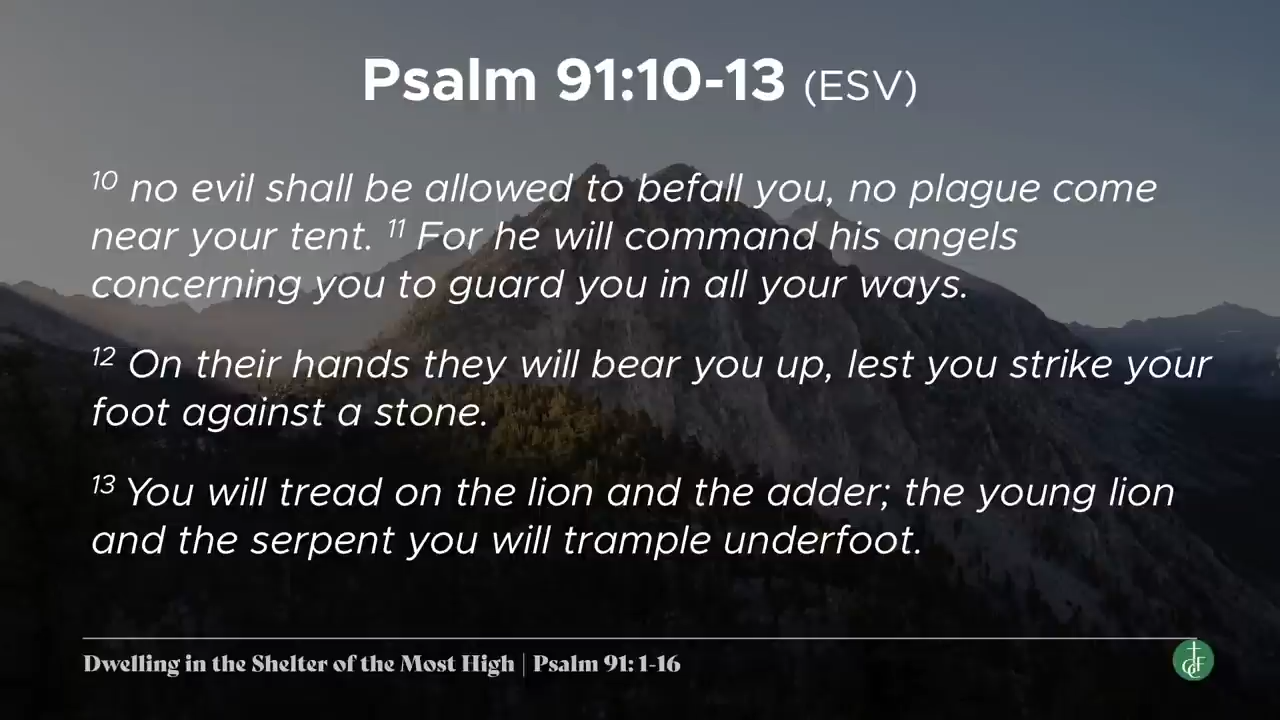 Psalm 91:10-13 (ESV)
10 no evil shall be allowed to befall you, no plague come
near your tent. 11 For he will command his angels
concerning you to guard you in all your ways.
12 On their hands they will bear you up, lest you strike your
foot against a stone.
13 You will tread on the lion and the adder; the young lion
and the serpent you will trample underfoot.
Dwelling in the Shelter of the Most High | Psalm 91: 1-16